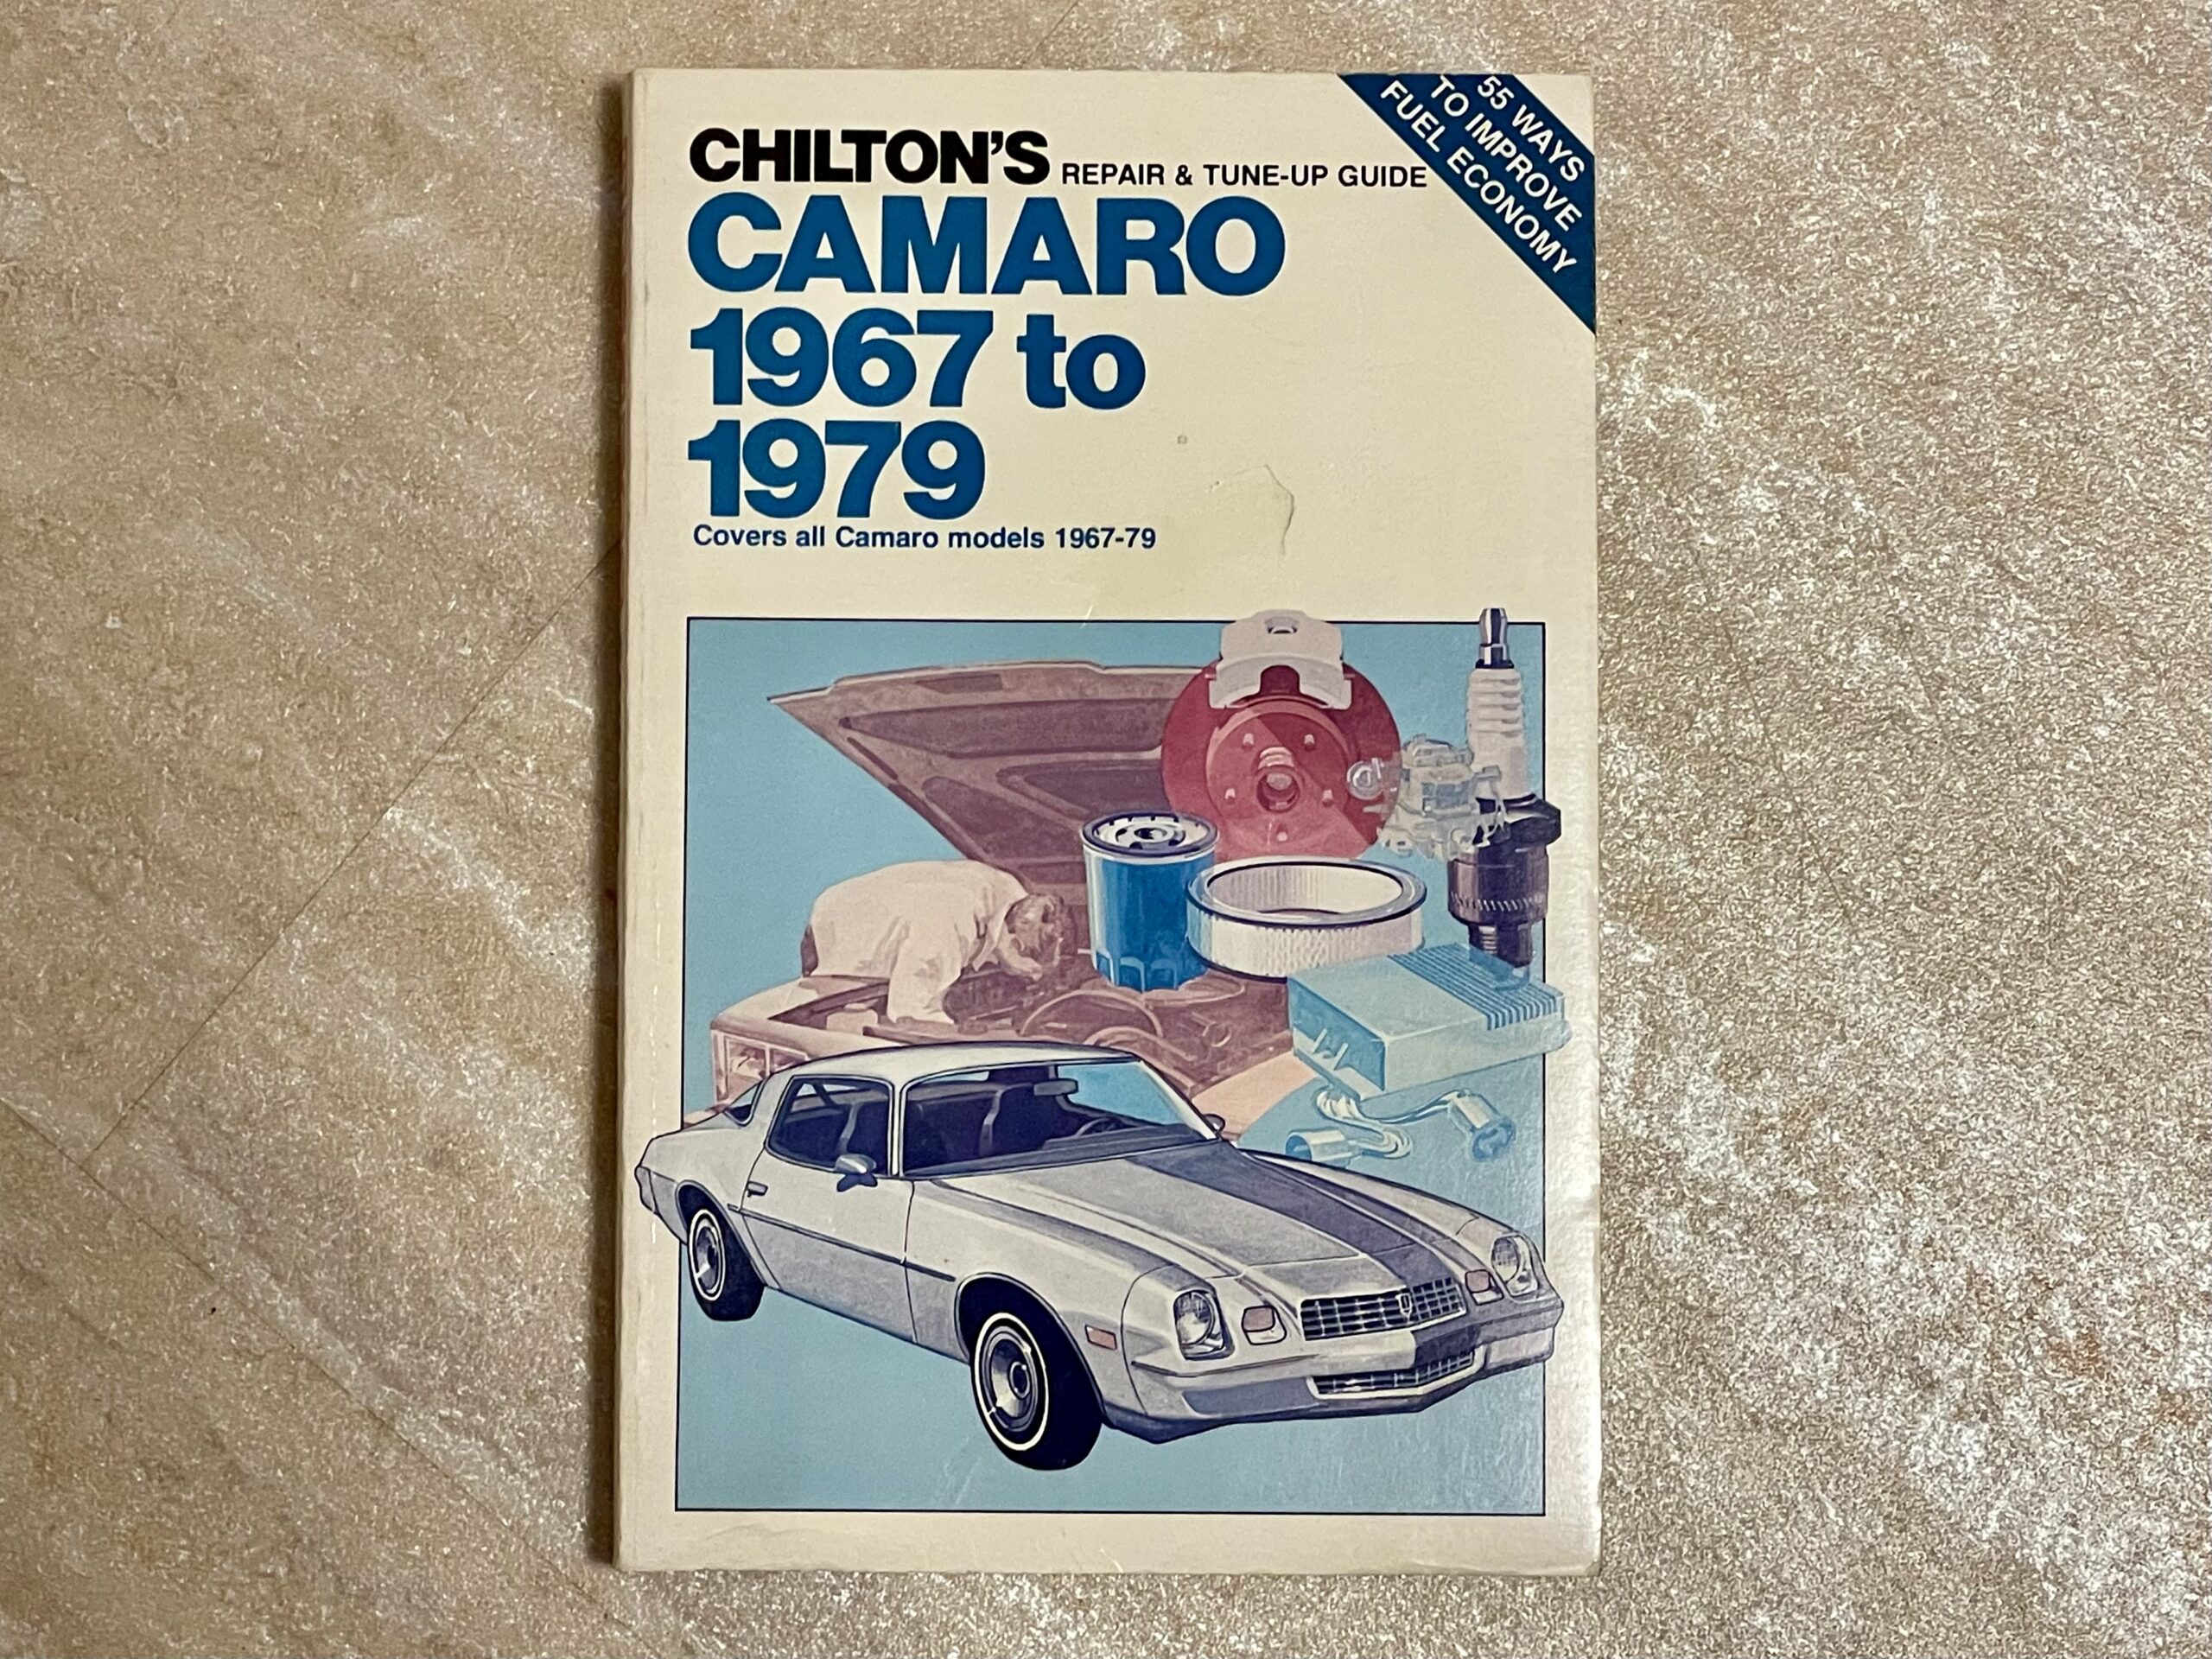 CHILTON'S REPAIR & TUNE-UP GUIDE
CAMARO
1967 to
1979
Covers all Camaro models 1967-79
55 WAYS
TO IMPROVE
FUEL ECONOMY